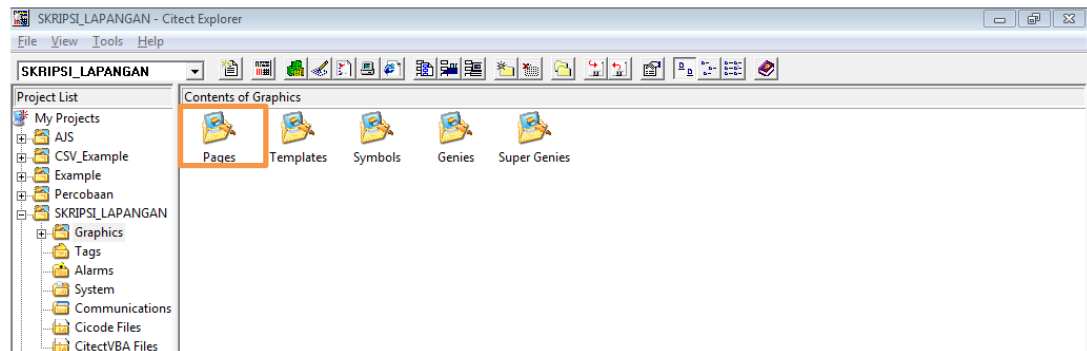 SKRIPSI_LAPANGAN - Citect Explorer
File View Tools Help
SKRIPSI_LAPANGAN
Project List
Contents of Graphics
My Projects
AJS
CSV_Example
Example
Percobaan
SKRIPSI_LAPANGAN
Graphics
Tags
Alarms
System
Communications
Cicode Files
CitectVBA Files
Pages Templates Symbols Genies Super Genies